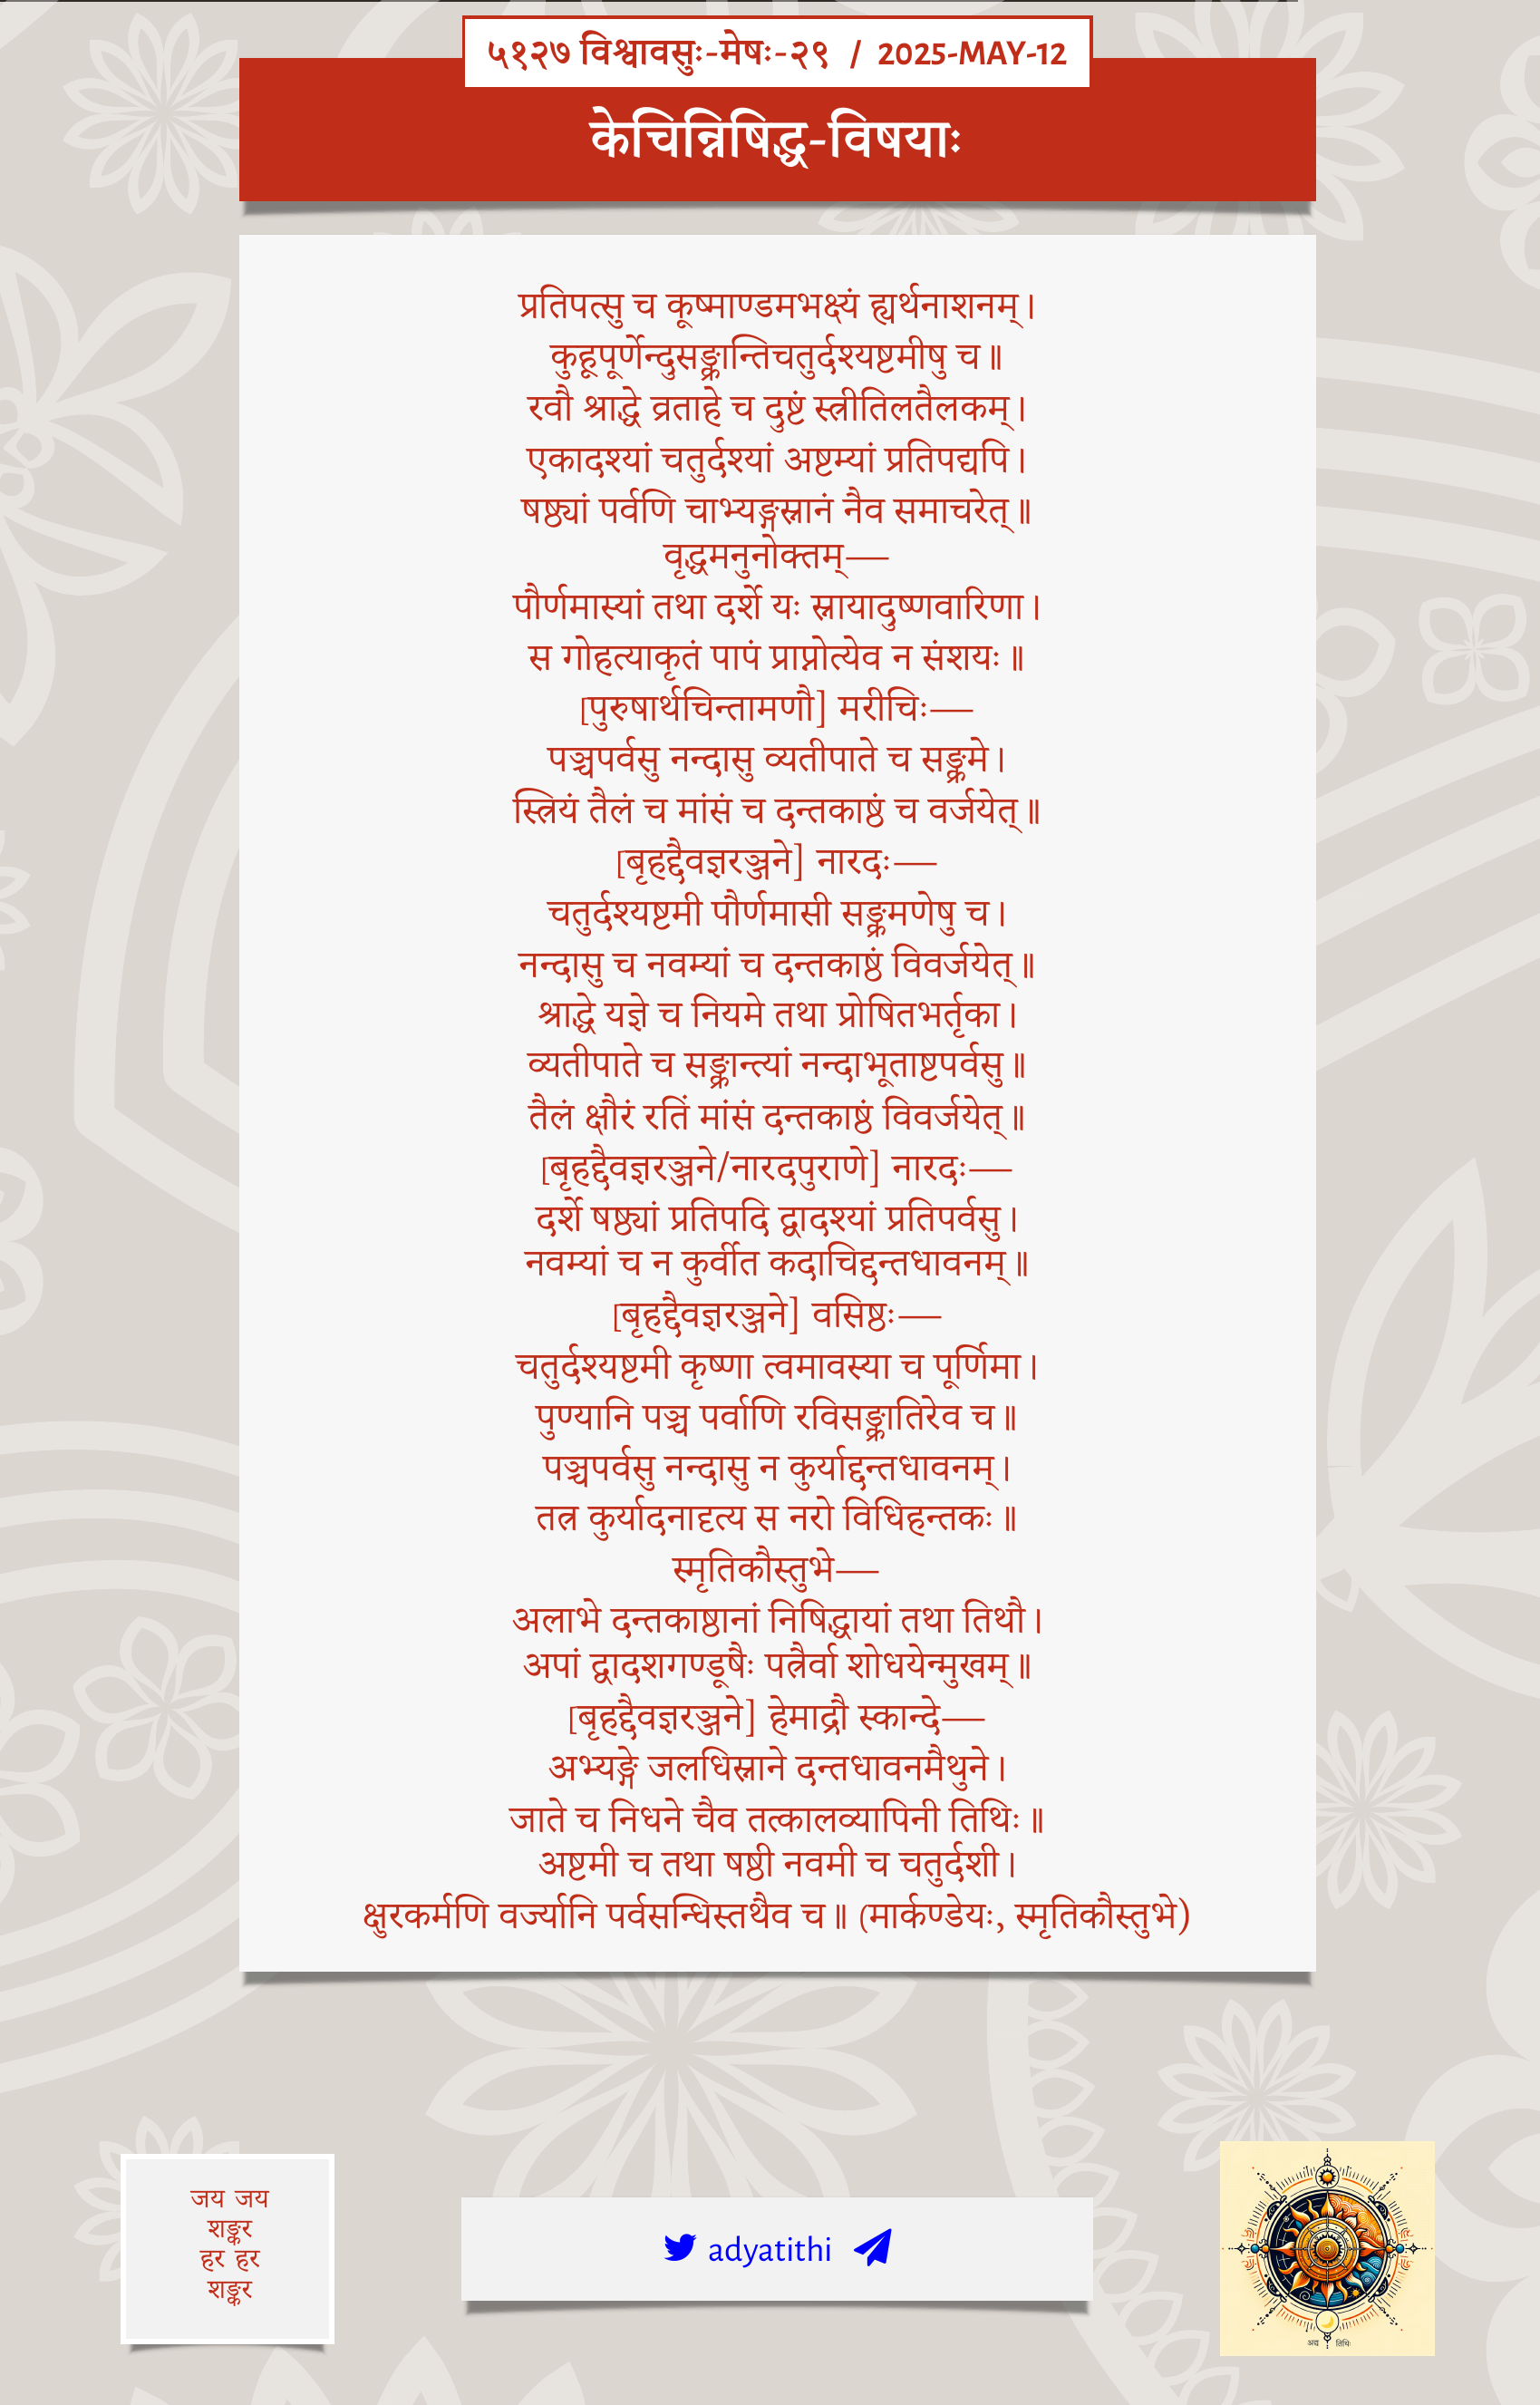 ५१२७ विश्वावसुः-मेषः-२९ / 2025-MAY-12
केचिन्निषिद्ध-विषयाः
प्रतिपत्सु च कूष्माण्डमभक्ष्यं ह्यर्थनाशनम्।
कुहूपूर्णेन्दुसङ्क्रान्तिचतुर्दश्यष्टमीषु च॥
रवौ श्राद्धे व्रताहे च दुष्टं स्त्रीतिलतैलकम्।
एकादश्यां चतुर्दश्यां अष्टम्यां प्रतिपद्यपि।
षष्ठ्यां पर्वणि चाभ्यङ्गस्नानं नैव समाचरेत्॥
वृद्धमनुनोक्तम्—
पौर्णमास्यां तथा दर्शे यः स्नायादुष्णवारिणा।
स गोहत्याकृतं पापं प्राप्नोत्येव न संशयः॥
[पुरुषार्थचिन्तामणौ] मरीचिः—
पञ्चपर्वसु नन्दासु व्यतीपाते च सङ्क्रमे।
स्त्रियं तैलं च मांसं च दन्तकाष्ठं च वर्जयेत्॥
[बृहद्दैवज्ञरञ्जने] नारदः—
चतुर्दश्यष्टमी पौर्णमासी सङ्क्रमणेषु च।
नन्दासु च नवम्यां च दन्तकाष्ठं विवर्जयेत्॥
श्राद्धे यज्ञे च नियमे तथा प्रोषितभर्तृका।
व्यतीपाते च सङ्क्रान्त्यां नन्दाभूताष्टपर्वसु॥
तैलं क्षौरं रतिं मांसं दन्तकाष्ठं विवर्जयेत्॥
[बृहद्दैवज्ञरञ्जने/नारदपुराणे] नारदः—
दर्शे षष्ठ्यां प्रतिपदि द्वादश्यां प्रतिपर्वसु।
नवम्यां च न कुर्वीत कदाचिद्दन्तधावनम्॥
[बृहद्दैवज्ञरञ्जने] वसिष्ठः—
चतुर्दश्यष्टमी कृष्णा त्वमावस्या च पूर्णिमा।
पुण्यानि पञ्च पर्वाणि रविसङ्क्रातिरेव च॥
पञ्चपर्वसु नन्दासु न कुर्याद्दन्तधावनम्।
तत्र कुर्यादनादृत्य स नरो विधिहन्तकः॥
स्मृतिकौस्तुभे—
अलाभे दन्तकाष्ठानां निषिद्धायां तथा तिथौ।
अपां द्वादशगण्डूषैः पत्रैर्वा शोधयेन्मुखम्॥
[बृहद्दैवज्ञरञ्जने] हेमाद्रौ स्कान्दे—
अभ्यङ्गे जलधिस्नाने दन्तधावनमैथुने।
जाते च निधने चैव तत्कालव्यापिनी तिथिः॥
अष्टमी च तथा षष्ठी नवमी च चतुर्दशी।
क्षुरकर्मणि वर्ज्यानि पर्वसन्धिस्तथैव च॥ (मार्कण्डेयः, स्मृतिकौस्तुभे)
जय जय
शङ्कर
हर हर
शङ्कर
adyatithi
अद्य तिथिः